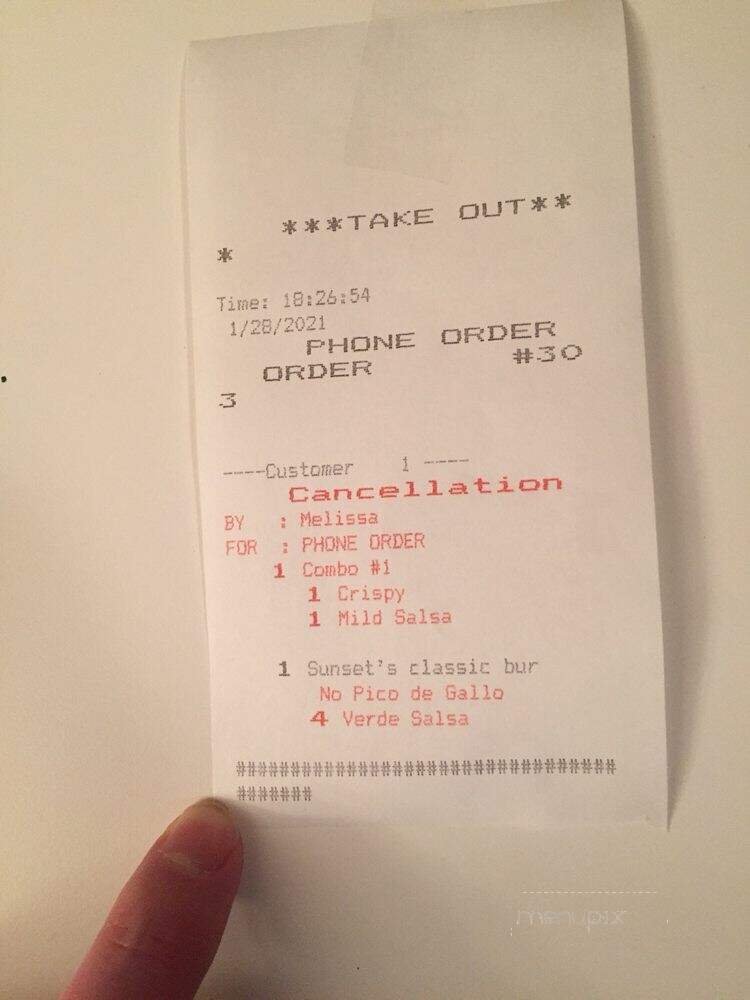 ***TAKE OUT**
*
Time: 18:26:54
1/28/2021
PHONE ORDER
ORDER #30
3
----Customer 1 ----
Cancellation
BY : Melissa
FOR : PHONE ORDER
1 Combo #1
1 Crispy
1 Mild Salsa
1 Sunset's classic bur
No Pico de Gallo
4 Verde Salsa
###################################
#######
menupix